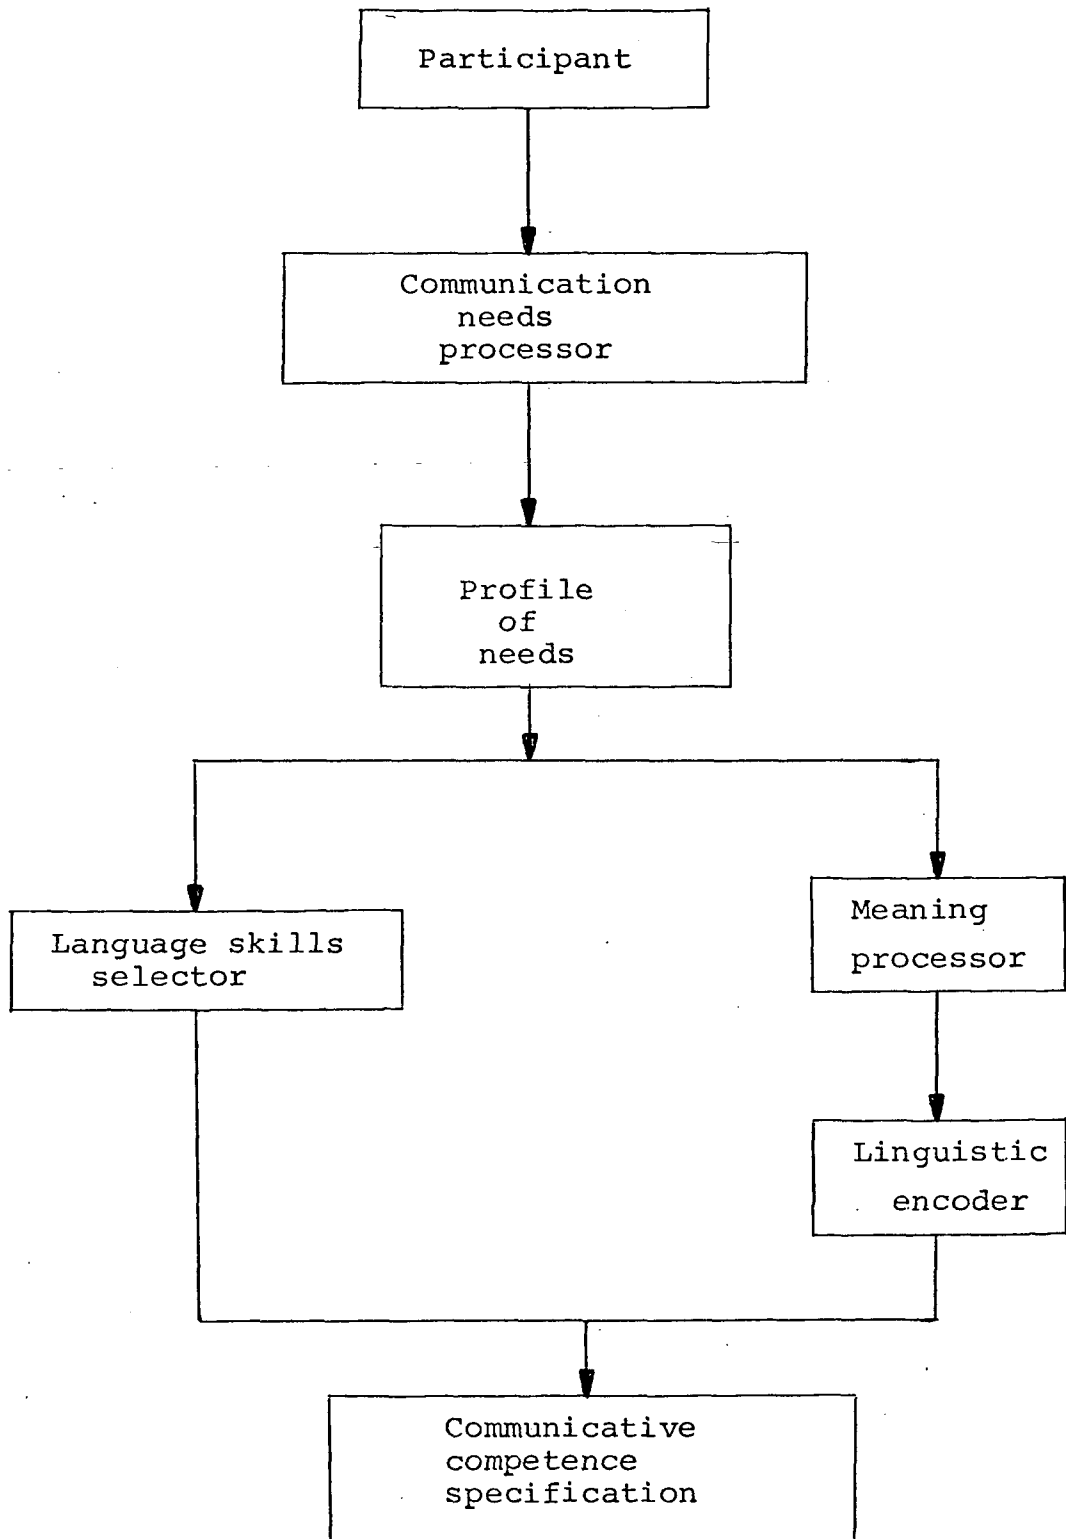 Participant
Communication
needs
processor
Profile
of
needs
Language skills
selector
Meaning
processor
Linguistic
encoder
Communicative
competence
specification